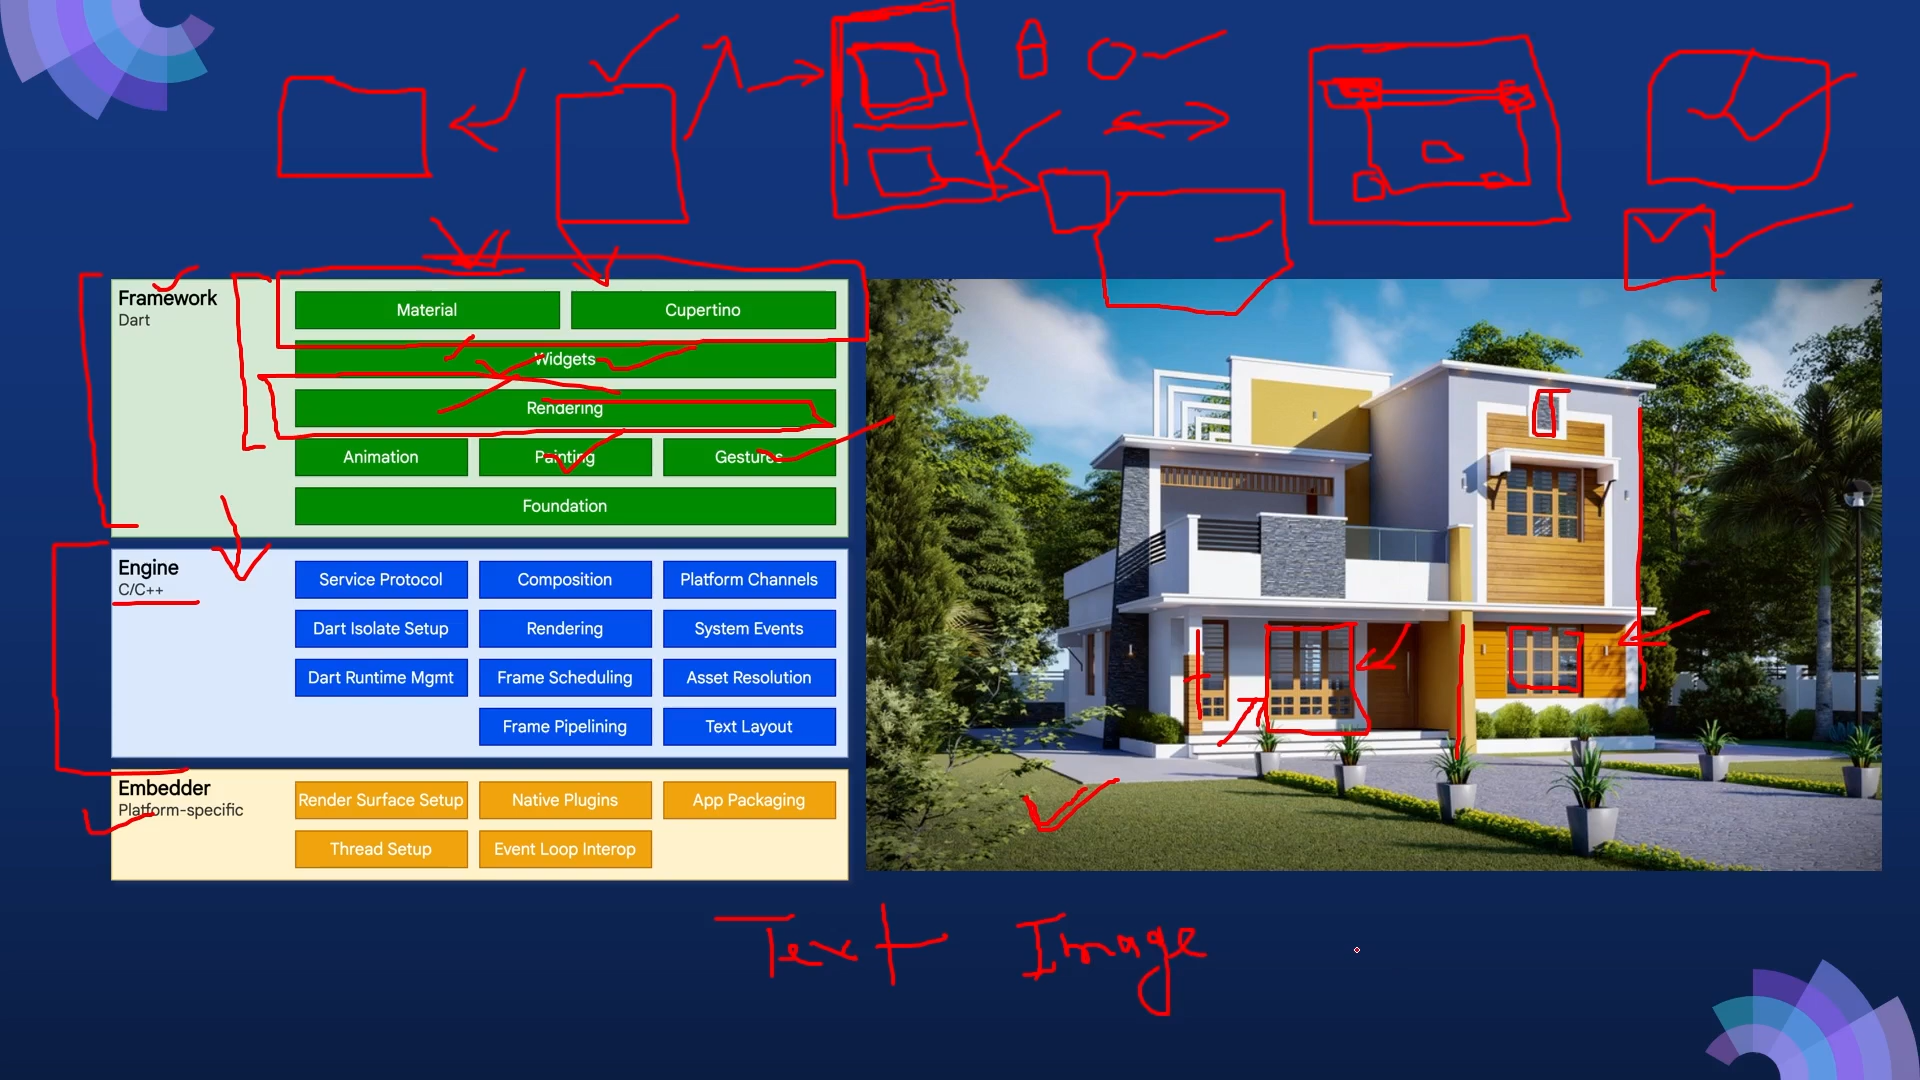 Framework
Dart
Material Cupertino
Widgets
Rendering
Animation Painting Gestures
Foundation
Engine
C/C++
Service Protocol Composition Platform Channels
Dart Isolate Setup Rendering System Events
Dart Runtime Mgmt Frame Scheduling Asset Resolution
Frame Pipelining Text Layout
Embedder
Platform-specific
Render Surface Setup Native Plugins App Packaging
Thread Setup Event Loop Interop
Text Image